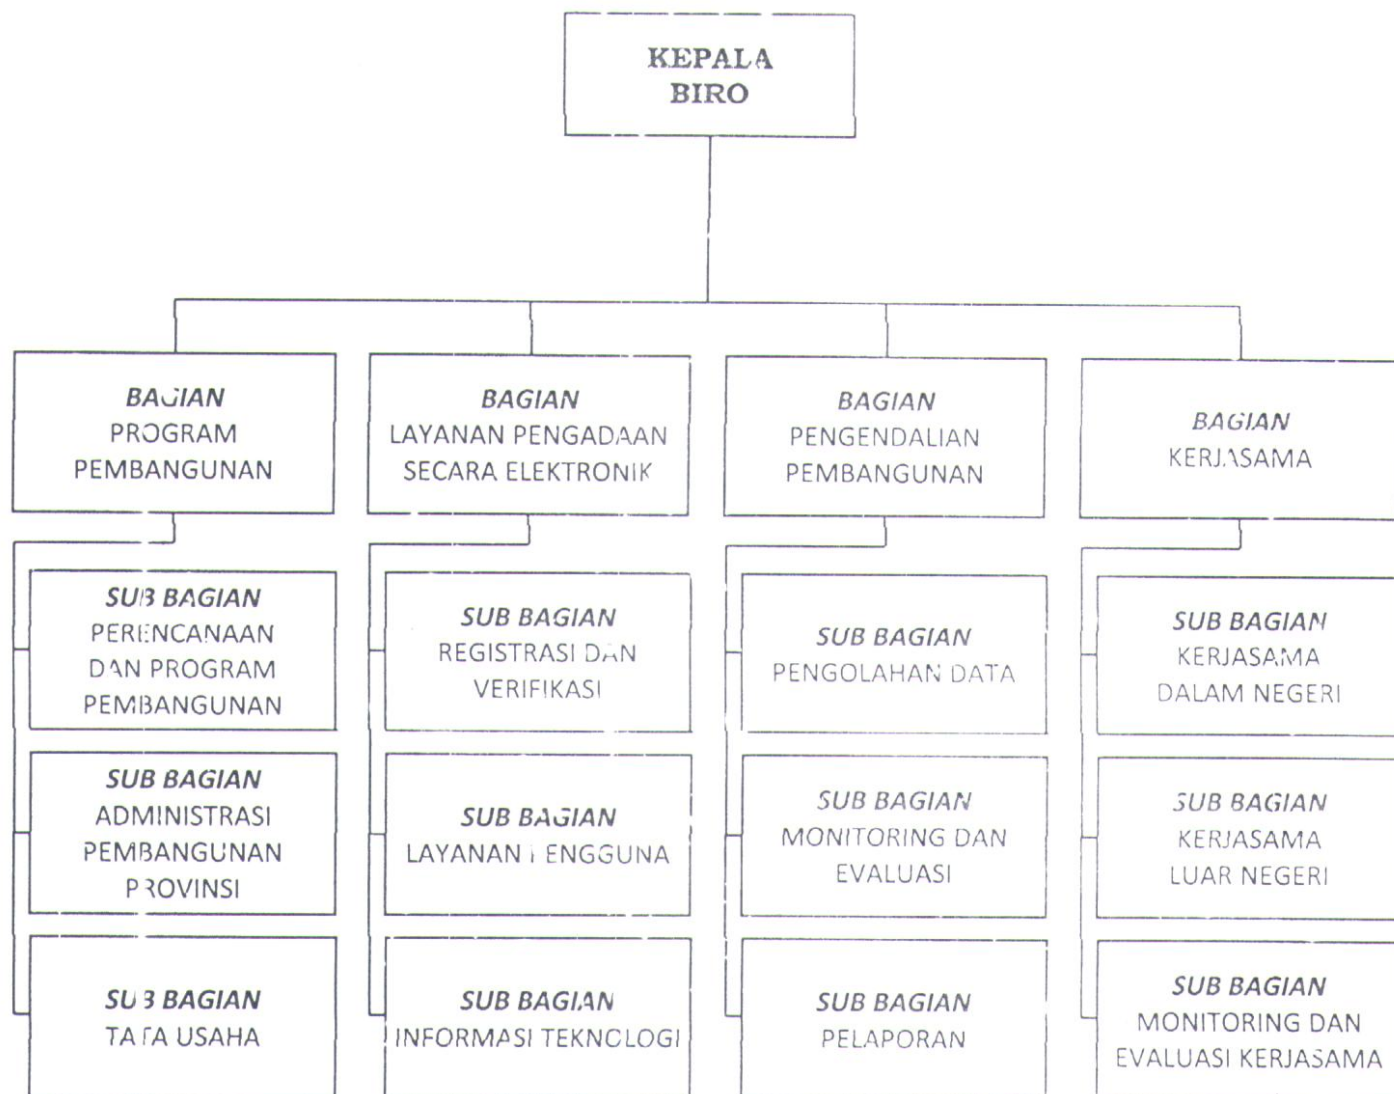 KEPALA
BIRO
BAGIAN
PROGRAM
PEMBANGUNAN
BAGIAN
LAYANAN PENGADAAN
SECARA ELEKTRONIK
BAGIAN
PENGENDALIAN
PEMBANGUNAN
BAGIAN
KERJASAMA
SUB BAGIAN
PERENCANAAN
DAN PROGRAM
PEMBANGUNAN
SUB BAGIAN
REGISTRASI DAN
VERIFIKASI
SUB BAGIAN
PENGOLAHAN DATA
SUB BAGIAN
KERJASAMA
DALAM NEGERI
SUB BAGIAN
ADMINISTRASI
PEMBANGUNAN
PROVINSI
SUB BAGIAN
LAYANAN PENGGUNA
SUB BAGIAN
MONITORING DAN
EVALUASI
SUB BAGIAN
KERJASAMA
LUAR NEGERI
SUB BAGIAN
TATA USAHA
SUB BAGIAN
INFORMASI TEKNOLOGI
SUB BAGIAN
PELAPORAN
SUB BAGIAN
MONITORING DAN
EVALUASI KERJASAMA